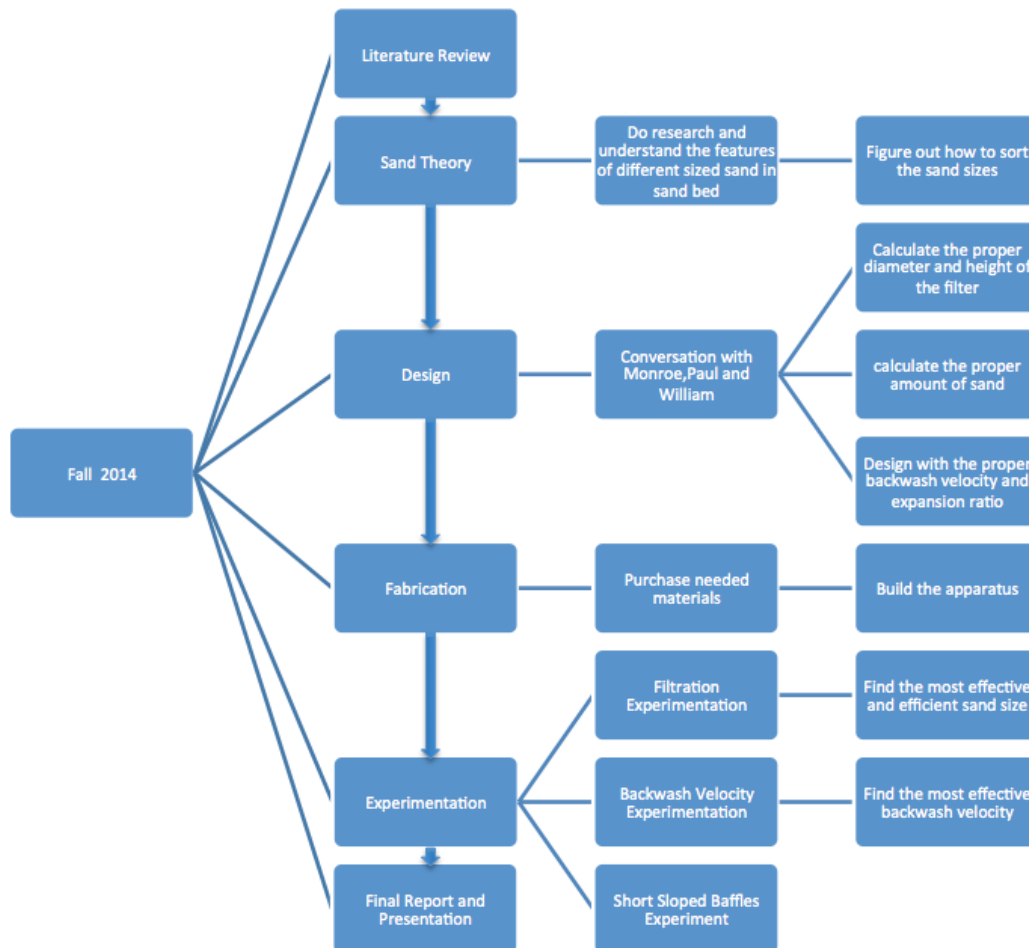 Literature Review
Sand Theory
Do research and
understand the features
of different sized sand in
sand bed
Figure out how to sort
the sand sizes
Calculate the proper
diameter and height of
the filter
Design
Conversation with
Monroe,Paul and
William
calculate the proper
amount of sand
Design with the proper
backwash velocity and
expansion ratio
Fall 2014
Fabrication
Purchase needed
materials
Build the apparatus
Filtration
Experimentation
Find the most effective
and efficient sand size
Experimentation
Backwash Velocity
Experimentation
Find the most effective
backwash velocity
Final Report and
Presentation
Short Sloped Baffles
Experiment